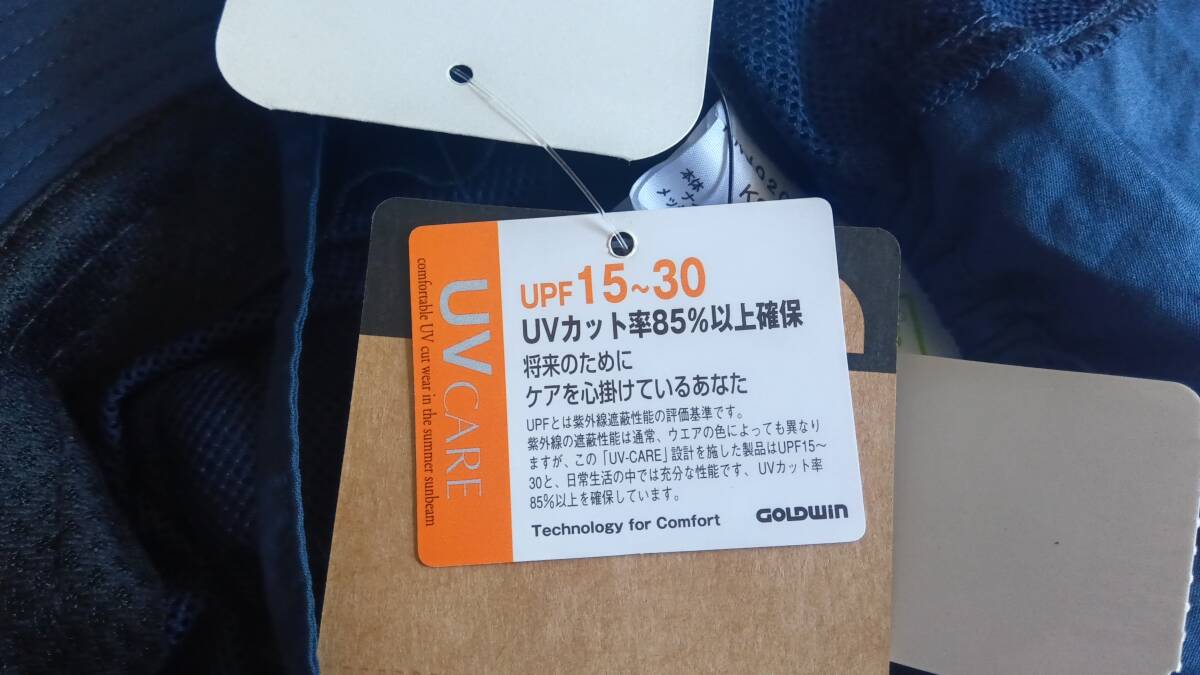 UV CARE
comfortable UV cut wear in the summer sunbeam
UPF 15~30
UVカット率85%以上確保
将来のために
ケアを心掛けているあなた
UPFとは紫外線遮蔽性能の評価基準です。
紫外線の遮蔽性能は通常、ウエアの色によっても異なり
ますが、この「UV-CARE」設計を施した製品はUPF15~
30と、日常生活の中では充分な性能です、UVカット率
85%以上を確保しています。
Technology for Comfort
GOLDWIN
本体